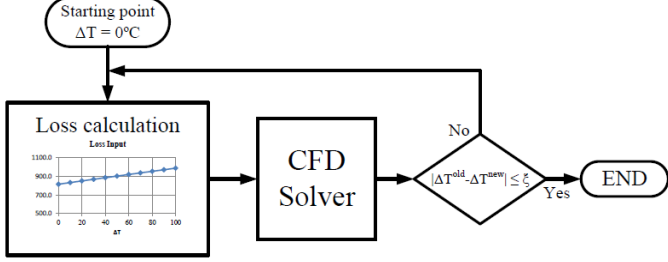 Starting point
ΔT = 0ºC
Loss calculation
Loss Input
1100.0
900.0
700.0
500.0
0 20 40 60 80 100
ΔT
CFD
Solver
No
|ΔT^old-ΔT^new| ≤ ξ
Yes
END